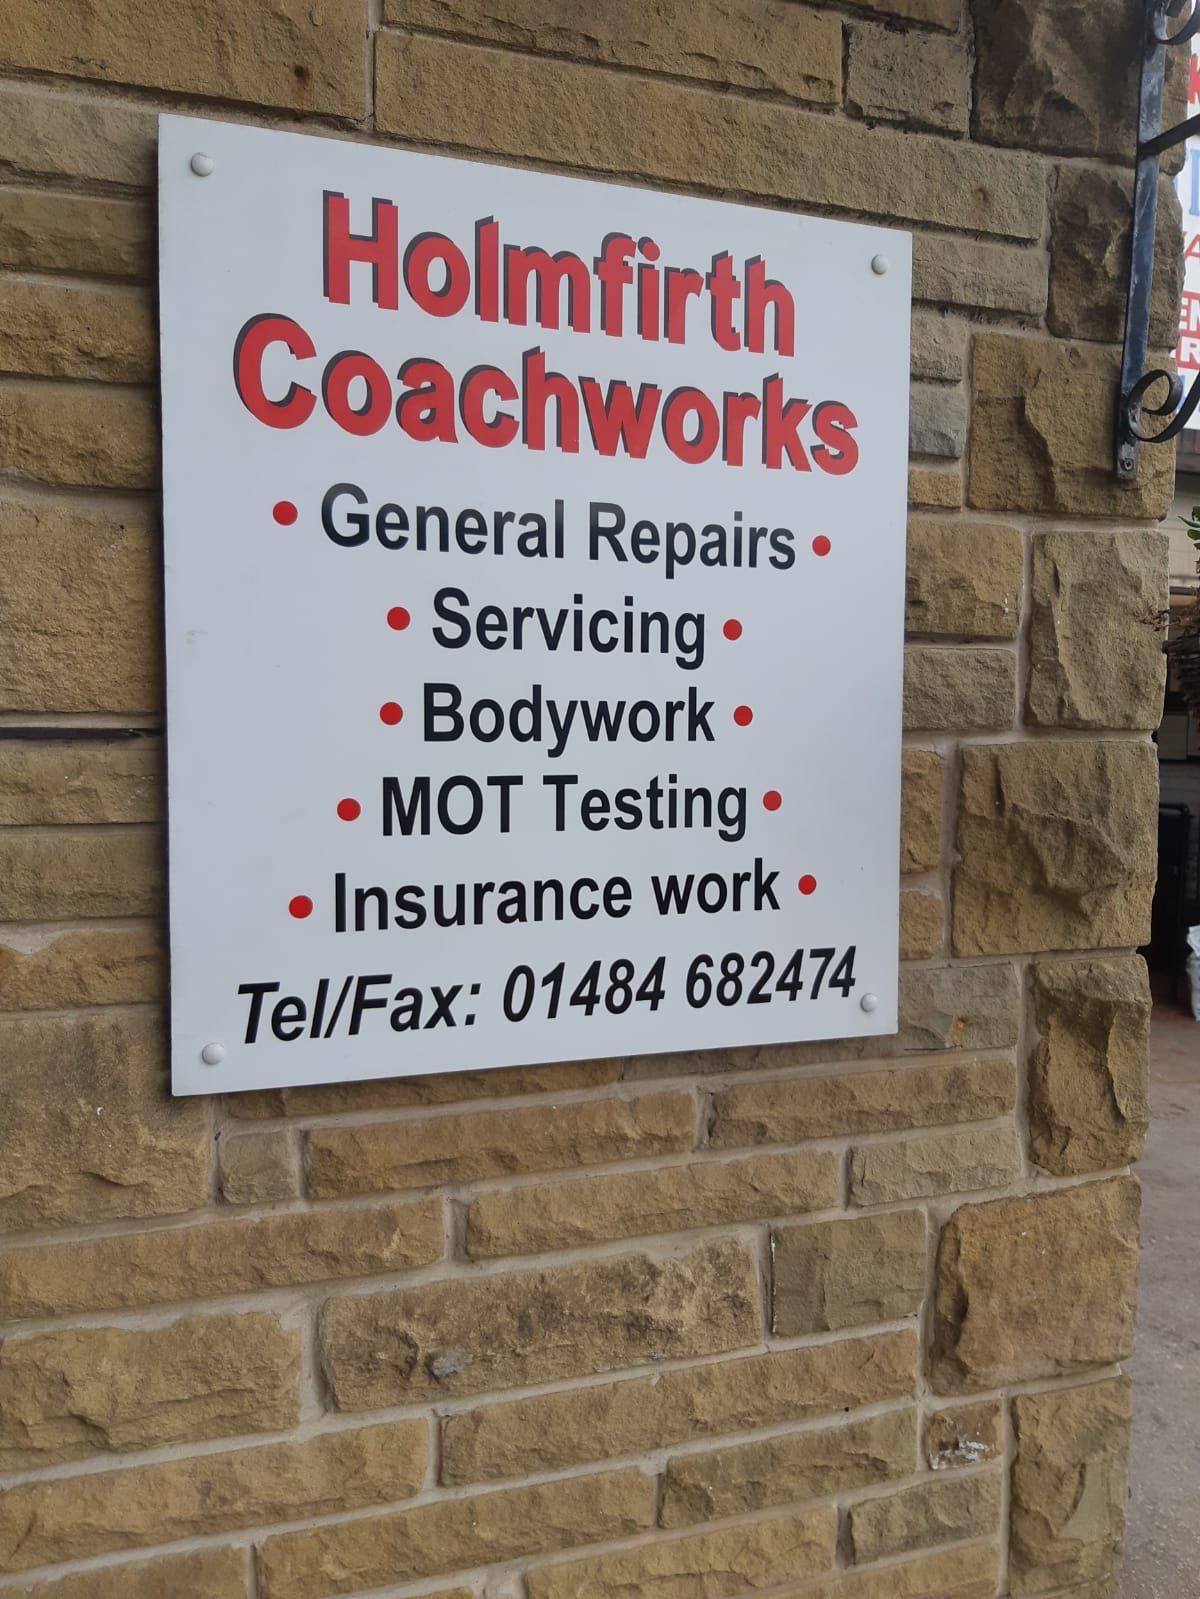 Holmfirth
Coachworks
• General Repairs •
• Servicing •
• Bodywork •
• MOT Testing •
• Insurance work •
Tel/Fax: 01484 682474